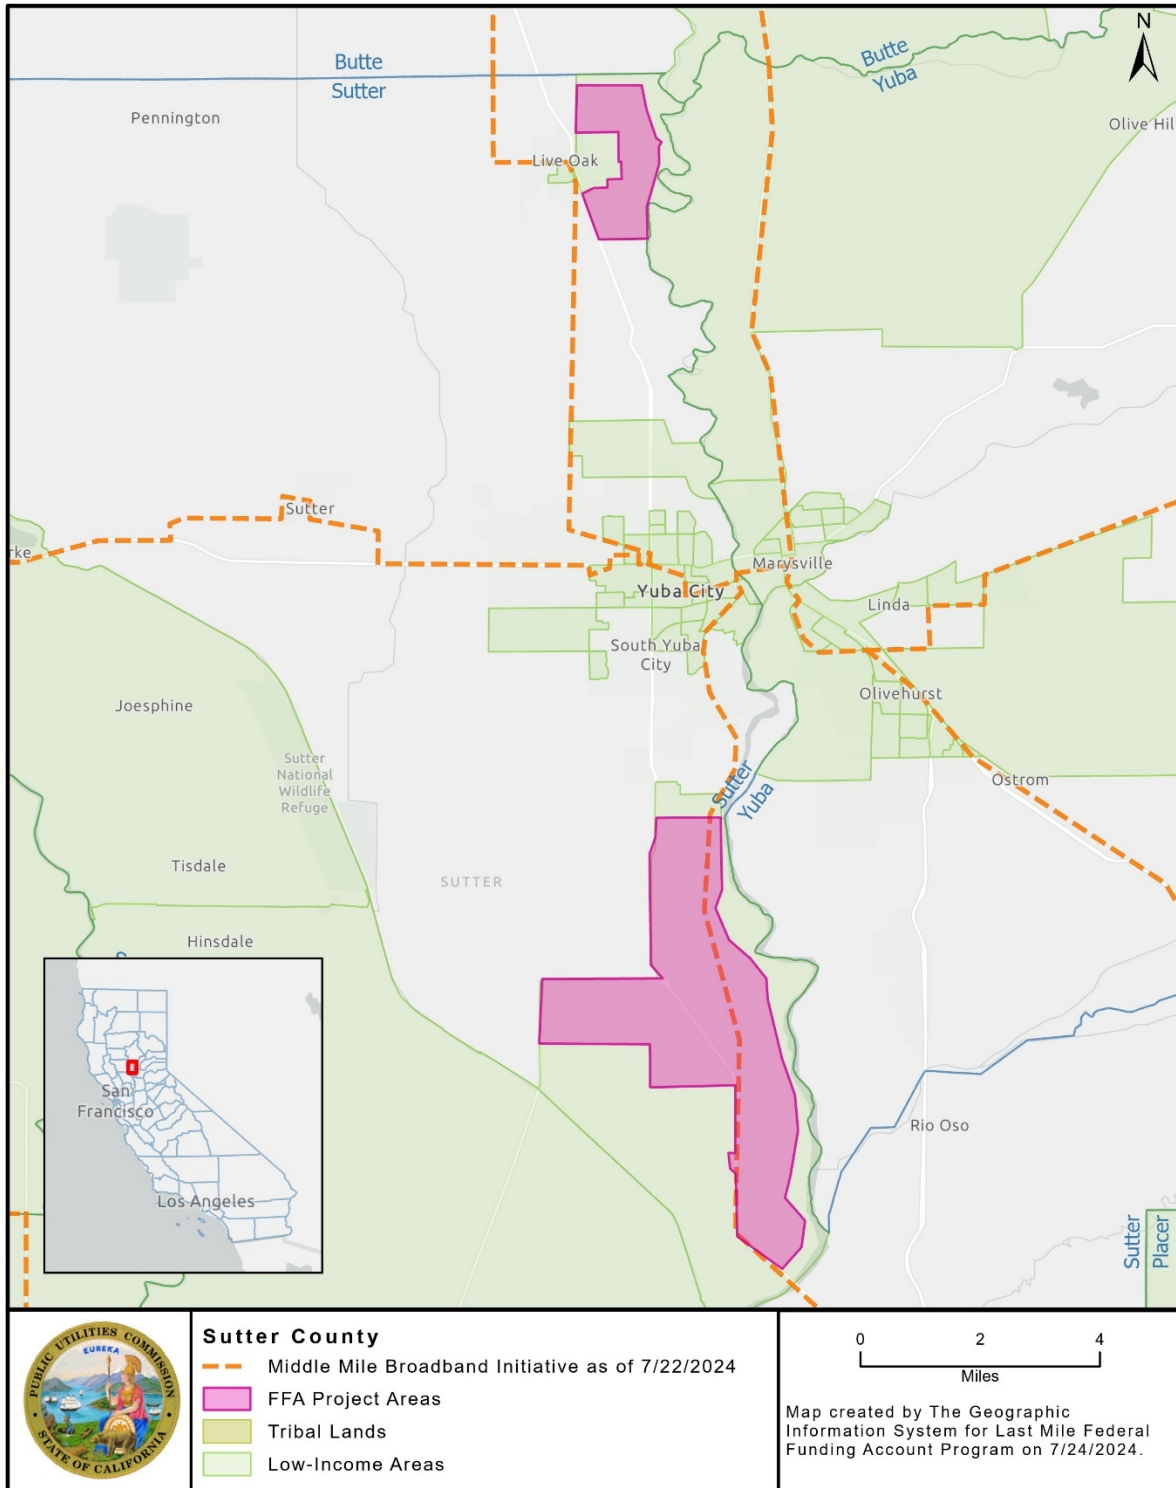 N
Butte
Sutter
Butte
Yuba
Pennington
Olive Hil
Live Oak
Sutter
rke
Marysville
Yuba City
Linda
South Yuba
City
Olivehurst
Joesphine
Sutter
National
Wildlife
Refuge
Ostrom
Sutter
Yuba
Tisdale
SUTTER
Hinsdale
San
Francisco
Los Angeles
Rio Oso
Sutter
Placer
PUBLIC UTILITIES COMMISSION
EUREKA
STATE OF CALIFORNIA
Sutter County
Middle Mile Broadband Initiative as of 7/22/2024
FFA Project Areas
Tribal Lands
Low-Income Areas
0 2 4
Miles
Map created by The Geographic
Information System for Last Mile Federal
Funding Account Program on 7/24/2024.